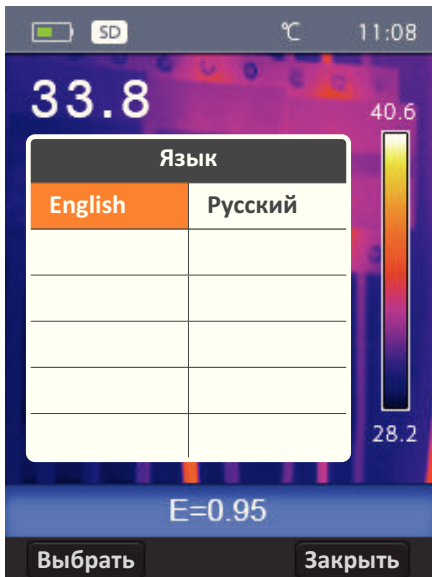 SD ℃ 11:08
33.8
40.6
Язык
English Русский
28.2
E=0.95
Выбрать Закрыть